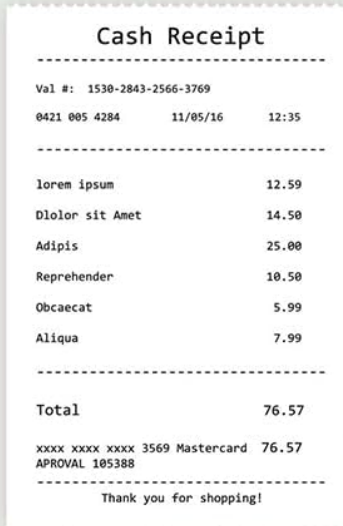 Cash Receipt
Val #: 1530-2843-2566-3769
0421 005 4284 11/05/16 12:35
lorem ipsum 12.59
Dlolor sit Amet 14.50
Adipis 25.00
Reprehender 10.50
Obcaecat 5.99
Aliqua 7.99
Total 76.57
xxxx xxxx xxxx 3569 Mastercard 76.57
APROVAL 105388
Thank you for shopping!